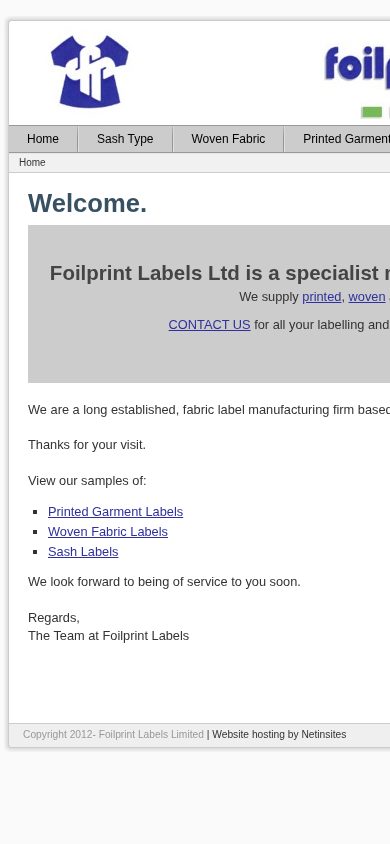 foilp
Home Sash Type Woven Fabric Printed Garment
Home
Welcome.
Foilprint Labels Ltd is a specialist
We supply printed, woven
CONTACT US for all your labelling and
We are a long established, fabric label manufacturing firm based
Thanks for your visit.
View our samples of:
Printed Garment Labels
Woven Fabric Labels
Sash Labels
We look forward to being of service to you soon.
Regards,
The Team at Foilprint Labels
Copyright 2012- Foilprint Labels Limited | Website hosting by Netinsites